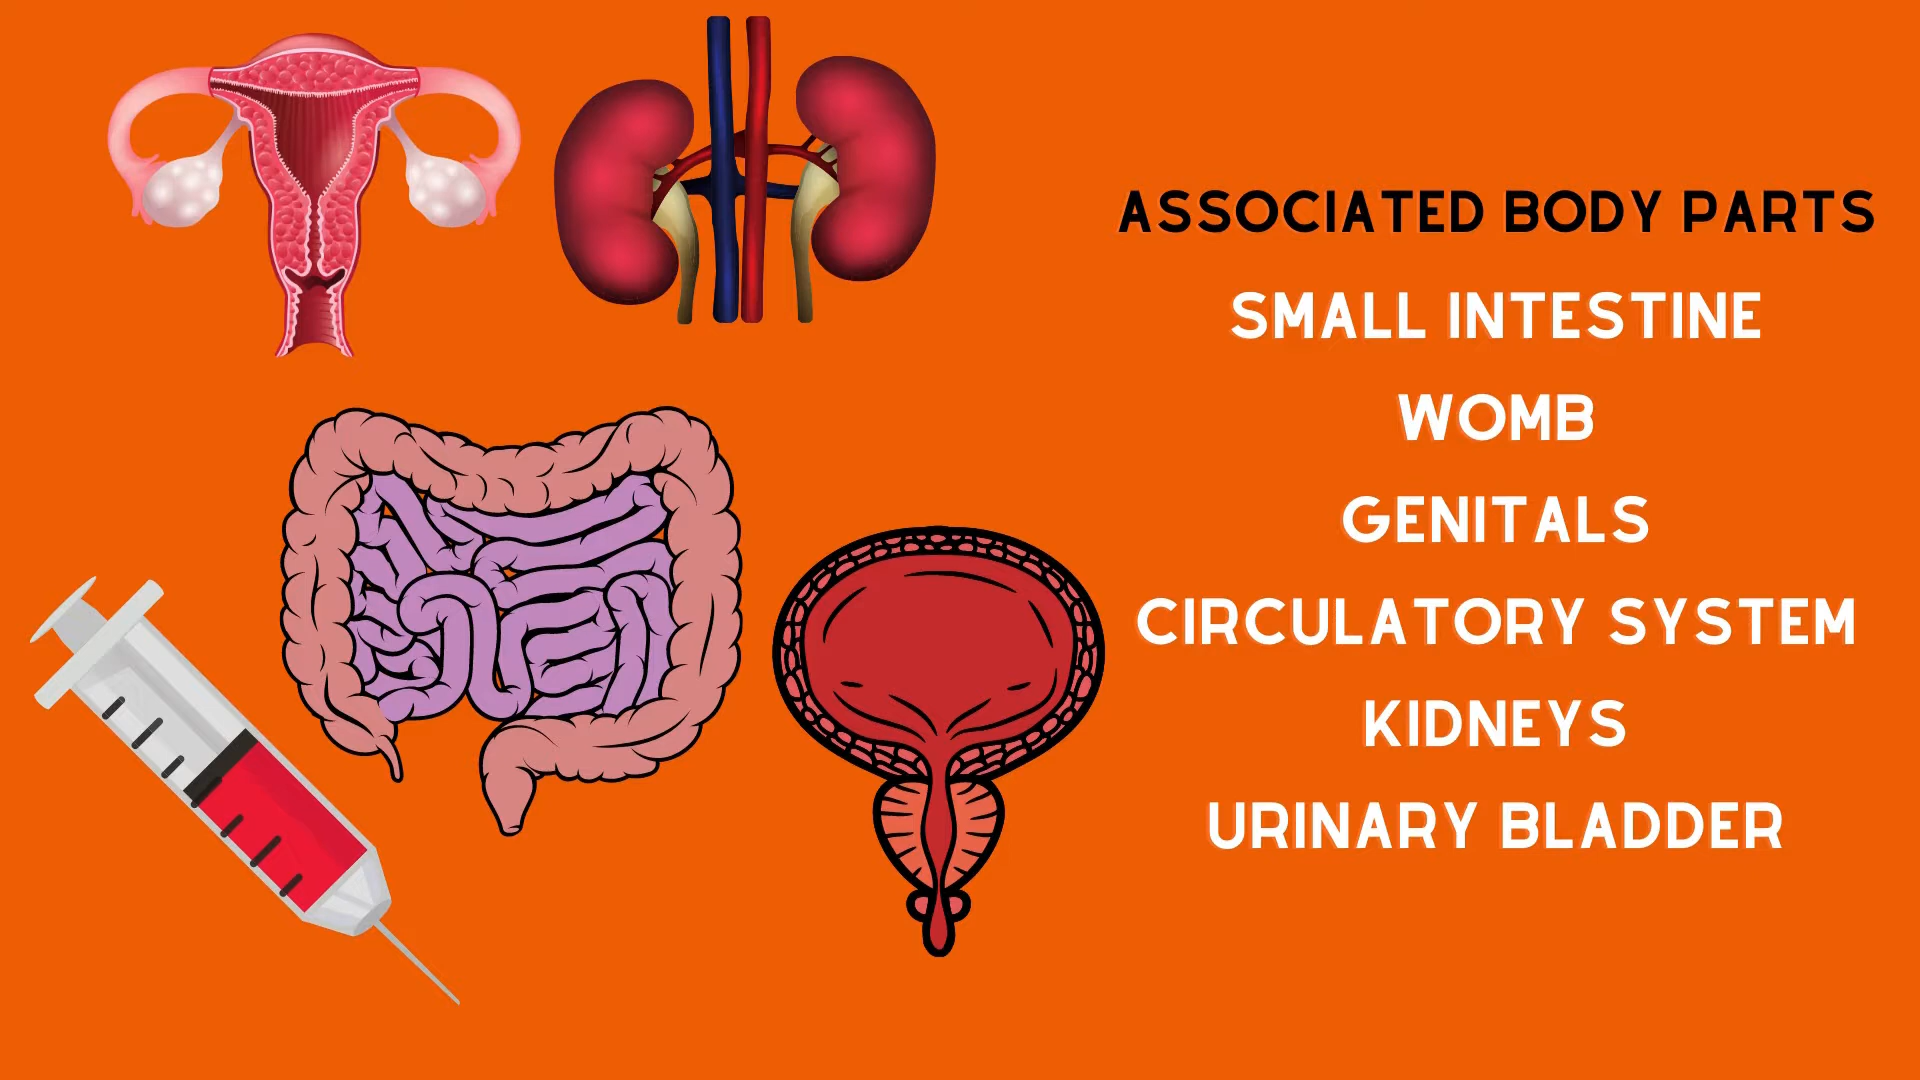 ASSOCIATED BODY PARTS
SMALL INTESTINE
WOMB
GENITALS
CIRCULATORY SYSTEM
KIDNEYS
URINARY BLADDER